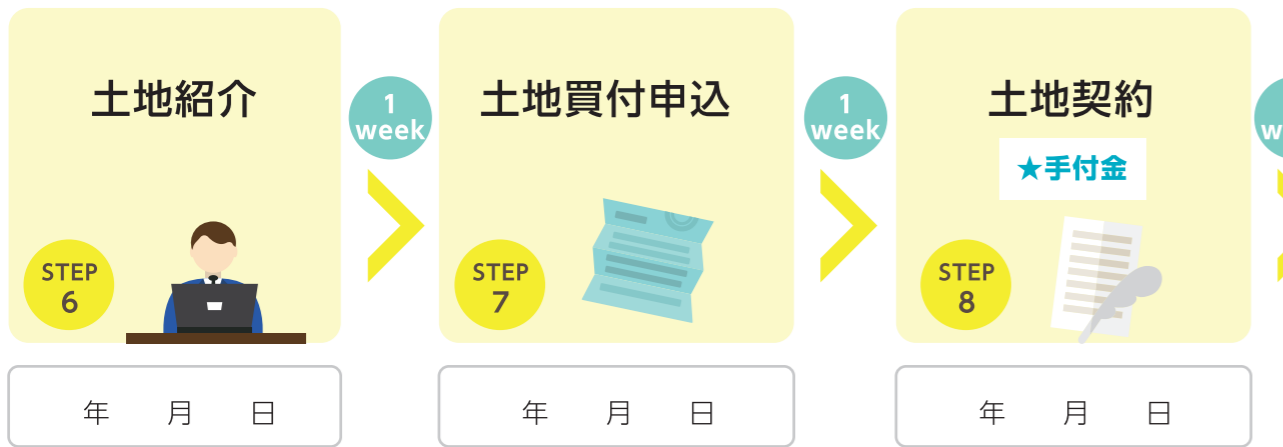 土地紹介
STEP
6
1
week
土地買付申込
STEP
7
1
week
土地契約
★手付金
STEP
8
年 月 日
年 月 日
年 月 日